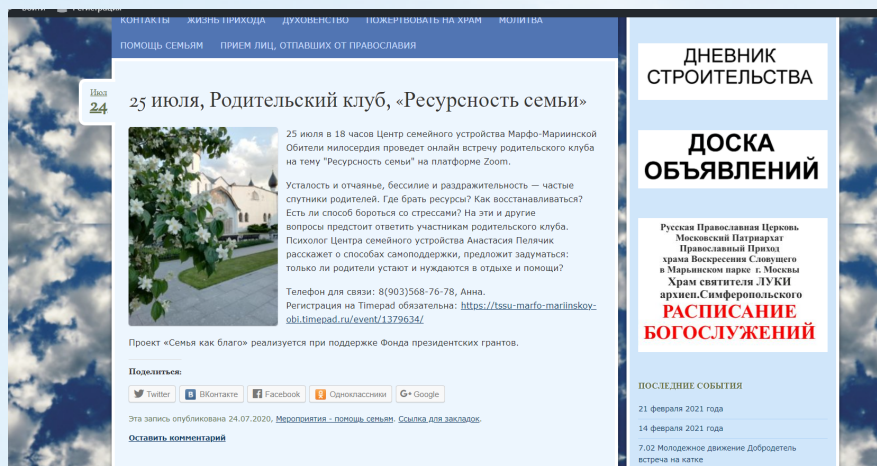 Войти Регистрация
КОНТАКТЫ ЖИЗНЬ ПРИХОДА ДУХОВЕНСТВО ПОЖЕРТВОВАТЬ НА ХРАМ МОЛИТВА
ПОМОЩЬ СЕМЬЯМ ПРИЕМ ЛИЦ, ОТПАВШИХ ОТ ПРАВОСЛАВИЯ
Июл
24
25 июля, Родительский клуб, «Ресурсность семьи»
25 июля в 18 часов Центр семейного устройства Марфо-Мариинской
Обители милосердия проведет онлайн встречу родительского клуба
на тему "Ресурсность семьи" на платформе Zoom.
Усталость и отчаянье, бессилие и раздражительность — частые
спутники родителей. Где брать ресурсы? Как восстанавливаться?
Есть ли способ бороться со стрессами? На эти и другие
вопросы предстоит ответить участникам родительского клуба.
Психолог Центра семейного устройства Анастасия Пелячик
расскажет о способах самоподдержки, предложит задуматься:
только ли родители устают и нуждаются в отдыхе и помощи?
Телефон для связи: 8(903)568-76-78, Анна.
Регистрация на Timepad обязательна: https://tssu-marfo-mariinskoy-
obi.timepad.ru/event/1379634/
Проект «Семья как благо» реализуется при поддержке Фонда президентских грантов.
Поделиться:
Twitter ВКонтакте Facebook Одноклассники G+ Google
Эта запись опубликована 24.07.2020, Мероприятия - помощь семьям. Ссылка для закладок.
Оставить комментарий
ДНЕВНИК
СТРОИТЕЛЬСТВА
ДОСКА
ОБЪЯВЛЕНИЙ
Русская Православная Церковь
Московский Патриархат
Православный Приход
храма Воскресения Словущего
в Марьинском парке г. Москвы
Храм святителя ЛУКИ
архиеп.Симферопольского
РАСПИСАНИЕ
БОГОСЛУЖЕНИЙ
ПОСЛЕДНИЕ СОБЫТИЯ
21 февраля 2021 года
14 февраля 2021 года
7.02 Молодежное движение Добродетель
встреча на катке